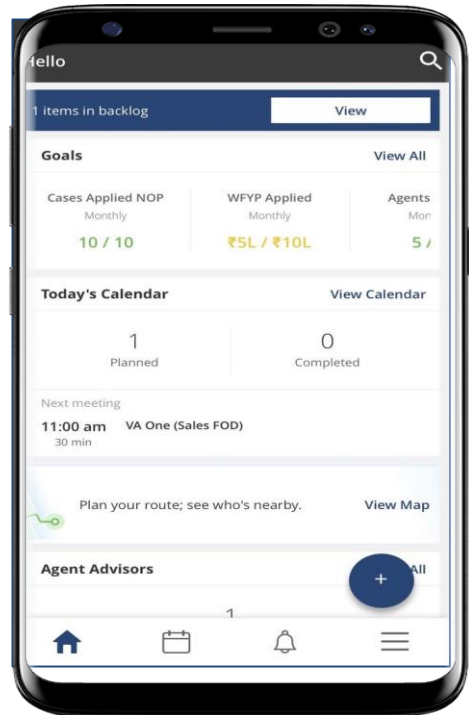 Hello
1 items in backlog View
Goals View All
Cases Applied NOP WFYP Applied Agents
Monthly Monthly Mon
10 / 10 ₹5L / ₹10L 5 /
Today's Calendar View Calendar
1 0
Planned Completed
Next meeting
11:00 am VA One (Sales FOD)
30 min
Plan your route; see who's nearby. View Map
Agent Advisors All
1
+